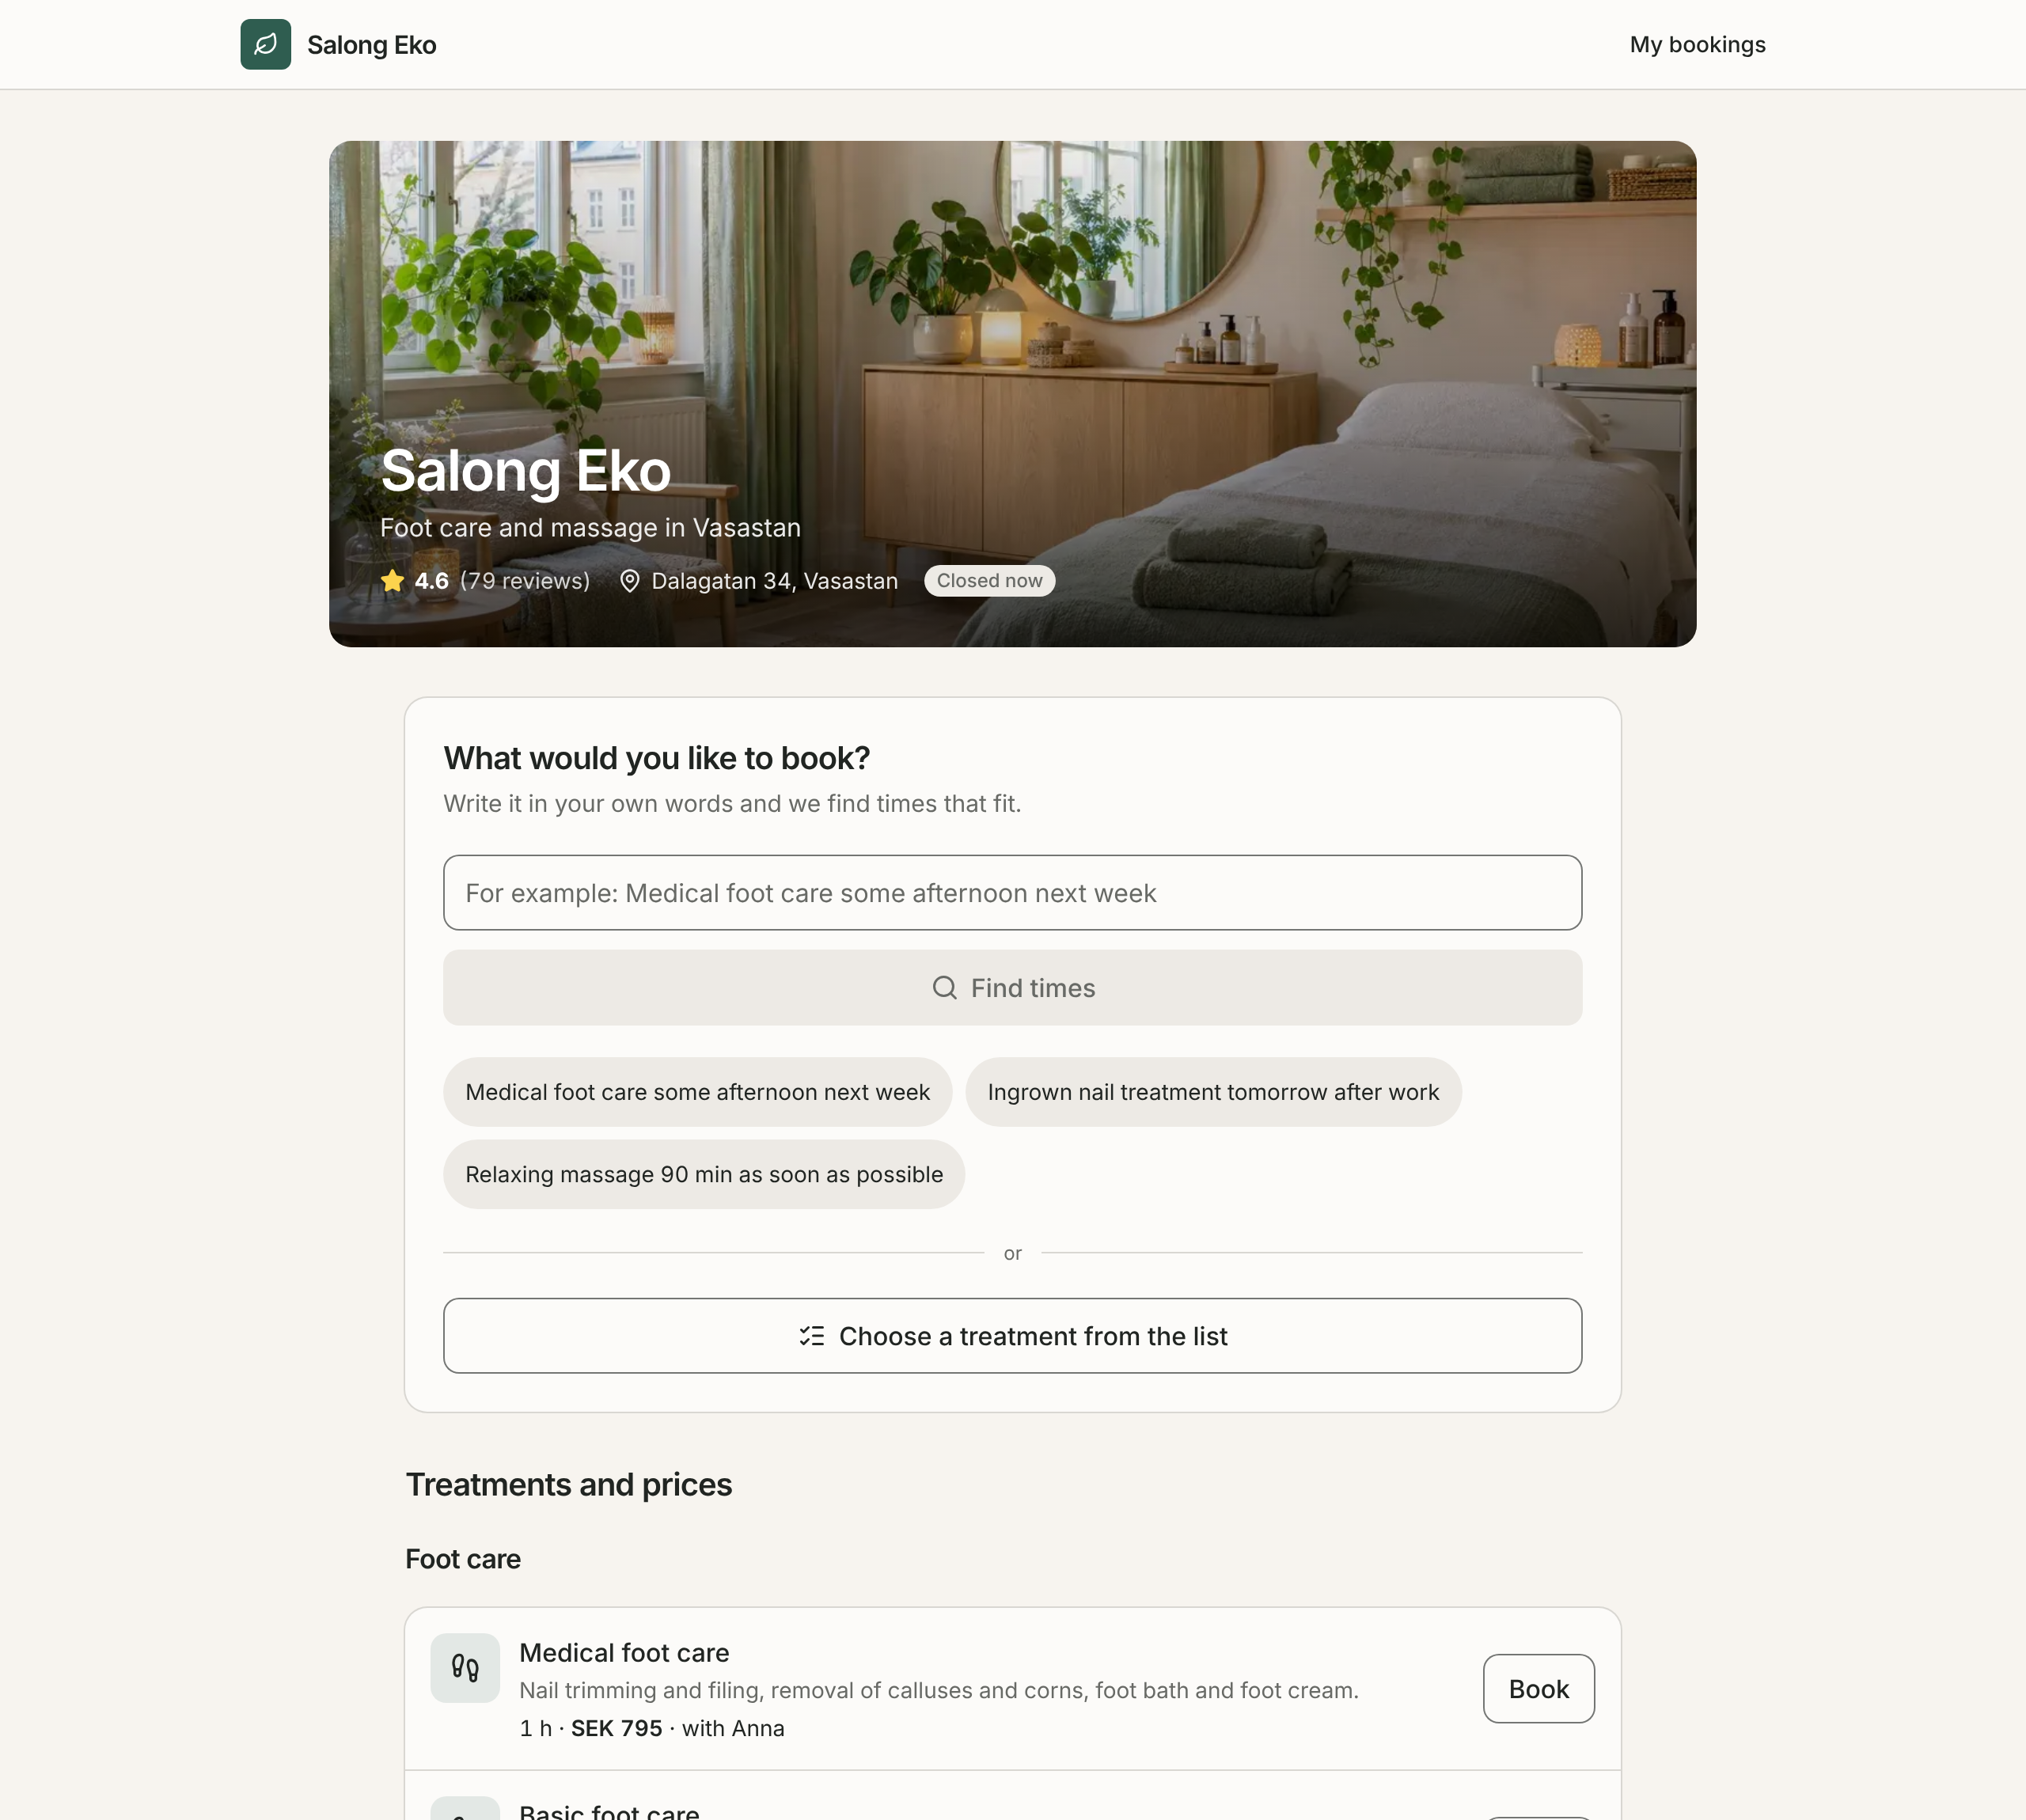 Salong Eko
My bookings
Salong Eko
Foot care and massage in Vasastan
4.6 (79 reviews) Dalagatan 34, Vasastan Closed now
What would you like to book?
Write it in your own words and we find times that fit.
For example: Medical foot care some afternoon next week
Find times
Medical foot care some afternoon next week
Ingrown nail treatment tomorrow after work
Relaxing massage 90 min as soon as possible
or
Choose a treatment from the list
Treatments and prices
Foot care
Medical foot care
Nail trimming and filing, removal of calluses and corns, foot bath and foot cream.
1 h · SEK 795 · with Anna
Book
Basic foot care